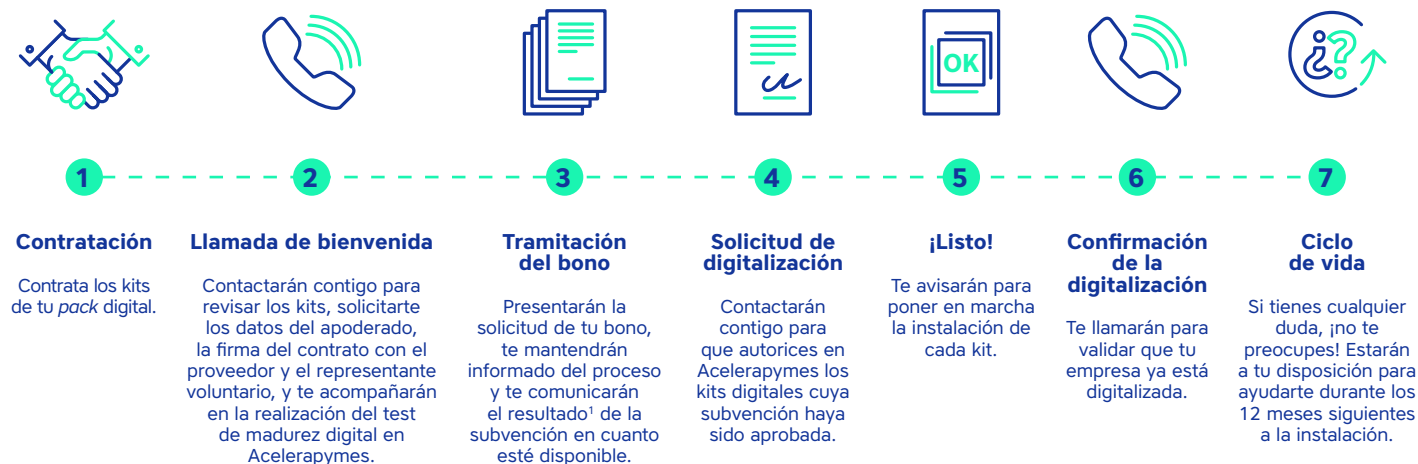 OK
¿?
1
2
3
4
5
6
7
Contratación
Contrata los kits
de tu pack digital.
Llamada de bienvenida
Contactarán contigo para
revisar los kits, solicitarte
los datos del apoderado,
la firma del contrato con el
proveedor y el representante
voluntario, y te acompañarán
en la realización del test
de madurez digital en
Acelerapymes.
Tramitación
del bono
Presentarán la
solicitud de tu bono,
te mantendrán
informado del proceso
y te comunicarán
el resultado¹ de la
subvención en cuanto
esté disponible.
Solicitud de
digitalización
Contactarán
contigo para
que autorices en
Acelerapymes los
kits digitales cuya
subvención haya
sido aprobada.
¡Listo!
Te avisarán para
poner en marcha
la instalación de
cada kit.
Confirmación
de la
digitalización
Te llamarán para
validar que tu
empresa ya está
digitalizada.
Ciclo
de vida
Si tienes cualquier
duda, ¡no te
preocupes! Estarán
a tu disposición para
ayudarte durante los
12 meses siguientes
a la instalación.